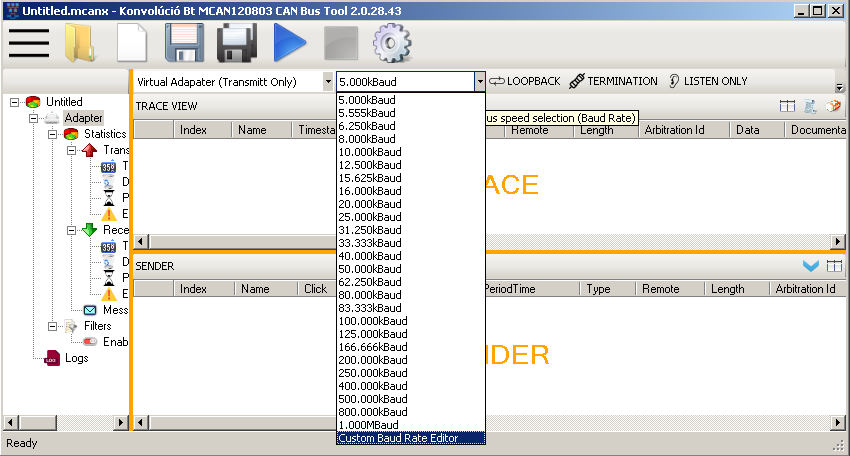 Untitled.mcanx - Konvolúció Bt MCAN120803 CAN Bus Tool 2.0.28.43
Virtual Adapater (Transmitt Only)
5.000kBaud
LOOPBACK
TERMINATION
LISTEN ONLY
5.000kBaud
5.555kBaud
6.250kBaud
8.000kBaud
10.000kBaud
12.500kBaud
15.625kBaud
16.000kBaud
20.000kBaud
25.000kBaud
31.250kBaud
33.333kBaud
40.000kBaud
50.000kBaud
62.250kBaud
80.000kBaud
83.333kBaud
100.000kBaud
125.000kBaud
166.666kBaud
200.000kBaud
250.000kBaud
400.000kBaud
500.000kBaud
800.000kBaud
1.000MBaud
Custom Baud Rate Editor
us speed selection (Baud Rate)
Untitled
Adapter
Statistics
Trans
359 T
D
P
E
Rece
359 T
D
P
E
Mess
Filters
Enab
LOG Logs
TRACE VIEW
Index Name Timesta Remote Length Arbitration Id Data Documenta
ACE
SENDER
Index Name Click PeriodTime Type Remote Length Arbitration Id
NDER
Ready